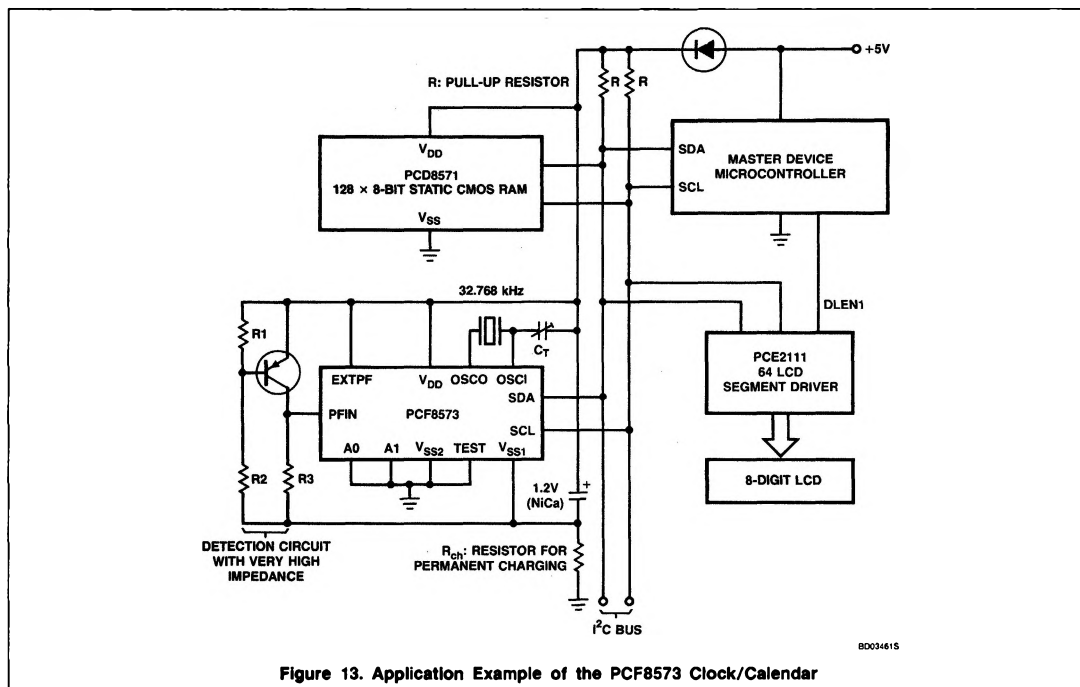 +5V
R: PULL-UP RESISTOR
R
R
VDD
PCD8571
128 × 8-BIT STATIC CMOS RAM
VSS
SDA
SCL
MASTER DEVICE
MICROCONTROLLER
32.768 kHz
DLEN1
R1
CT
EXTPF
VDD
OSCO
OSCI
SDA
PFIN
PCF8573
SCL
A0
A1
VSS2
TEST
VSS1
PCE2111
64 LCD
SEGMENT DRIVER
R2
R3
1.2V
(NiCa)
+
8-DIGIT LCD
DETECTION CIRCUIT
WITH VERY HIGH
IMPEDANCE
Rch: RESISTOR FOR
PERMANENT CHARGING
I²C BUS
BD03461S
Figure 13. Application Example of the PCF8573 Clock/Calendar